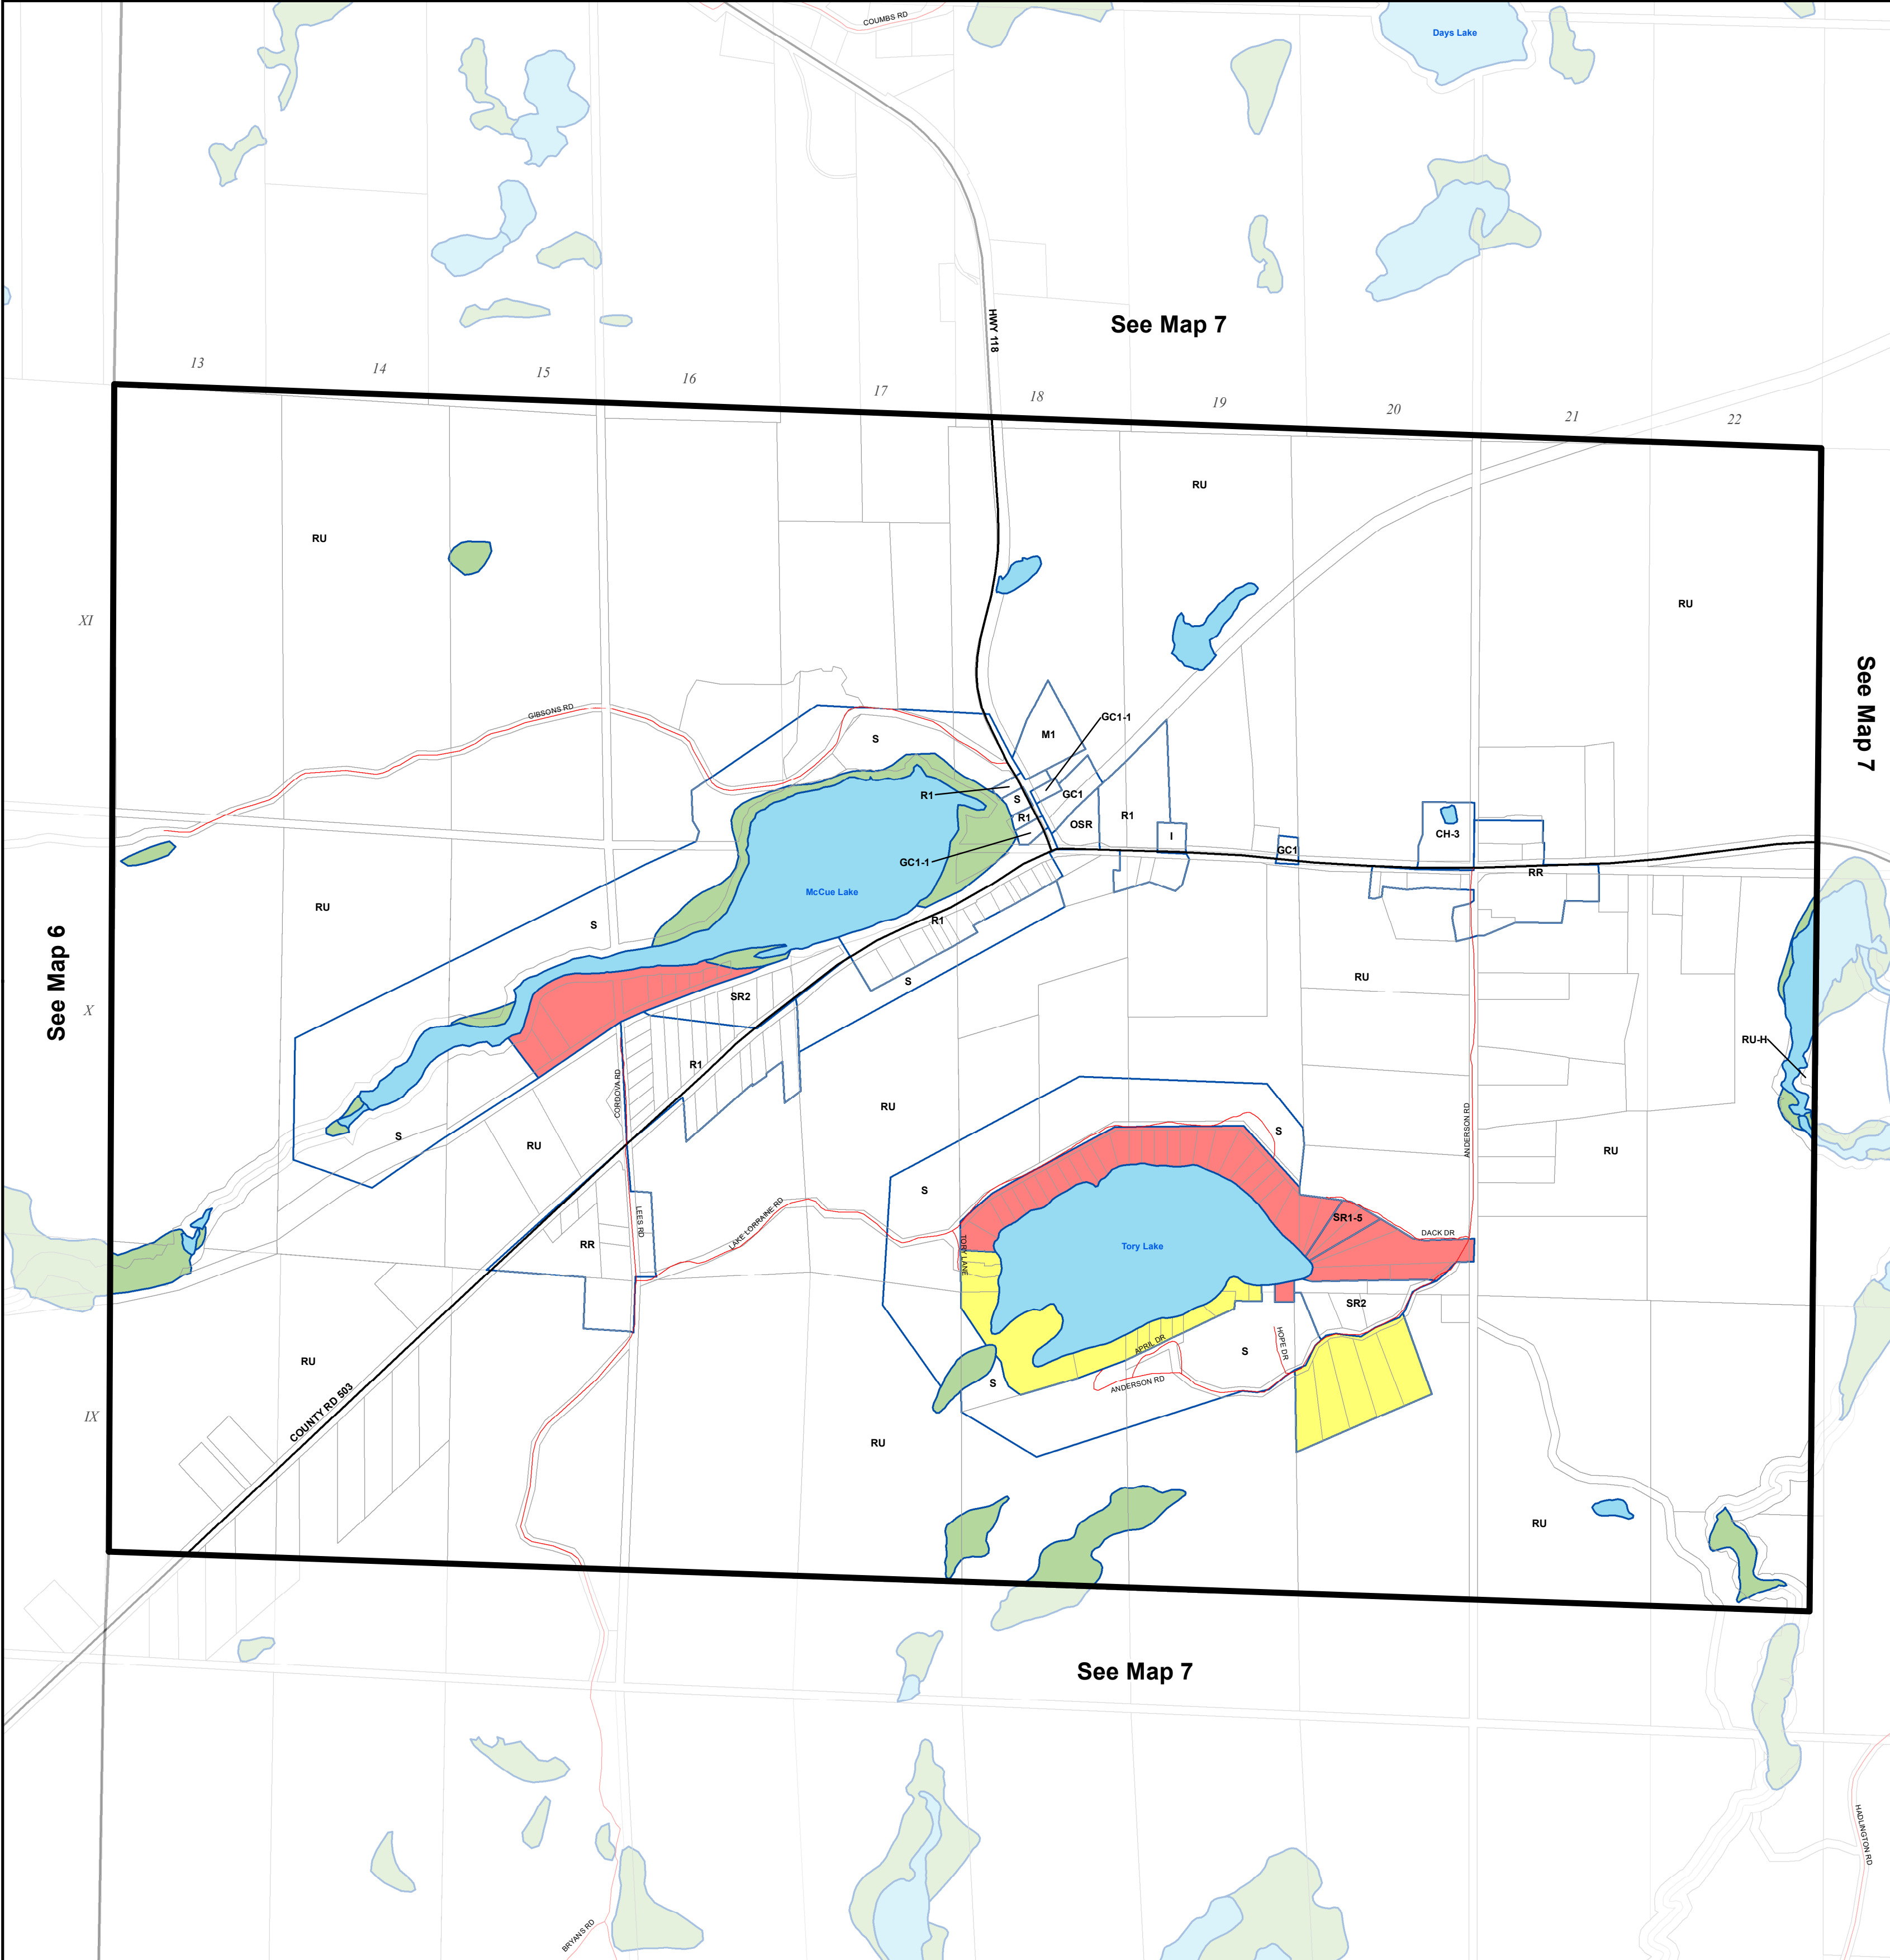 COUMBS RD
Days Lake
HWY 118
See Map 7
13
14
15
16
17
18
19
20
21
22
RU
RU
RU
XI
See Map 7
GIBSONS RD
GC1-1
M1
S
R1
S
GC1
R1
OSR
R1
I
CH-3
GC1
GC1-1
RR
McCue Lake
RU
S
R1
See Map 6
X
S
RU
SR2
RU-H
R1
CORDOVA RD
RU
ANDERSON RD
S
S
RU
RU
S
LEES RD
LAKE LORRAINE RD
SR1-5
DACK DR
RR
TORY LANE
Tory Lake
SR2
HOPE DR
APRIL DR
S
RU
S
ANDERSON RD
COUNTY RD 503
IX
RU
RU
See Map 7
HADLINGTON RD
BRYANS RD